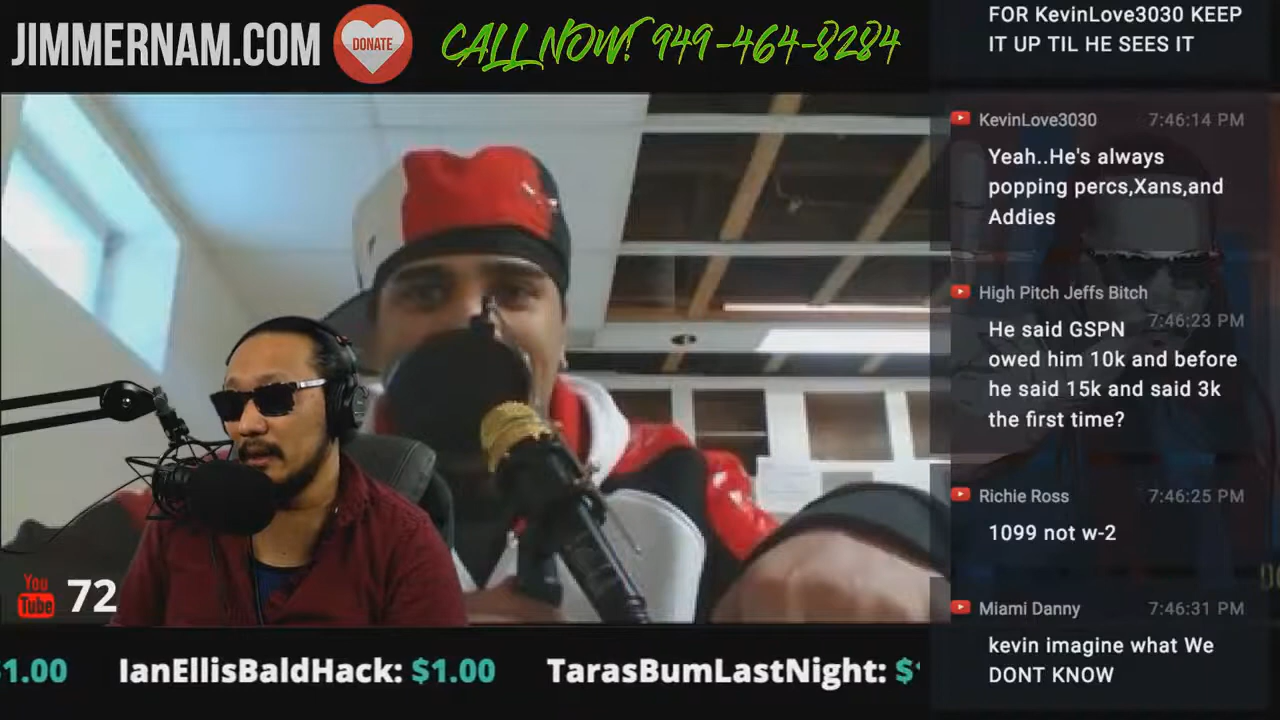 JIMMERNAM.COM
DONATE
CALL NOW! 949-464-8284
FOR KevinLove3030 KEEP
IT UP TIL HE SEES IT
KevinLove3030 7:46:14 PM
Yeah..He's always
popping percs,Xans,and
Addies
High Pitch Jeffs Bitch
7:46:23 PM
He said GSPN
owed him 10k and before
he said 15k and said 3k
the first time?
Richie Ross 7:46:25 PM
1099 not w-2
Miami Danny 7:46:31 PM
kevin imagine what We
DONT KNOW
You
Tube 72
1.00 IanEllisBaldHack: $1.00 TarasBumLastNight: $